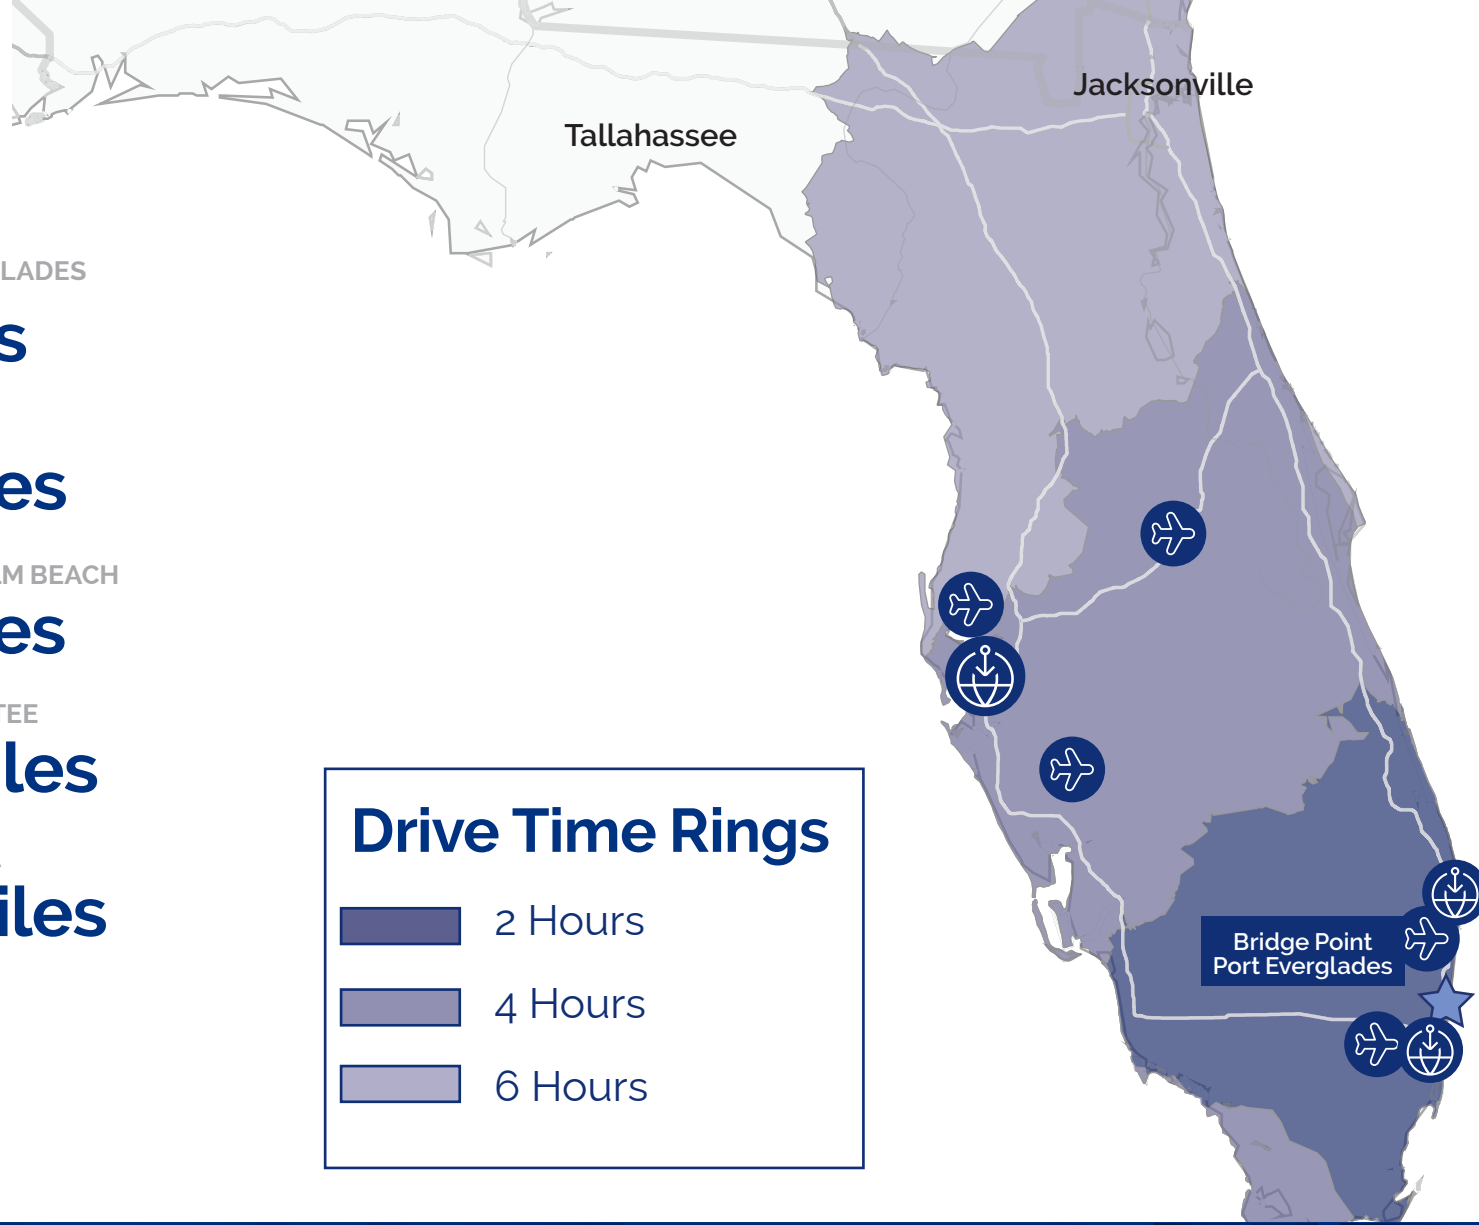 Jacksonville
Tallahassee
LADES
s
es
LM BEACH
es
TEE
les
iles
Drive Time Rings
2 Hours
4 Hours
6 Hours
Bridge Point
Port Everglades